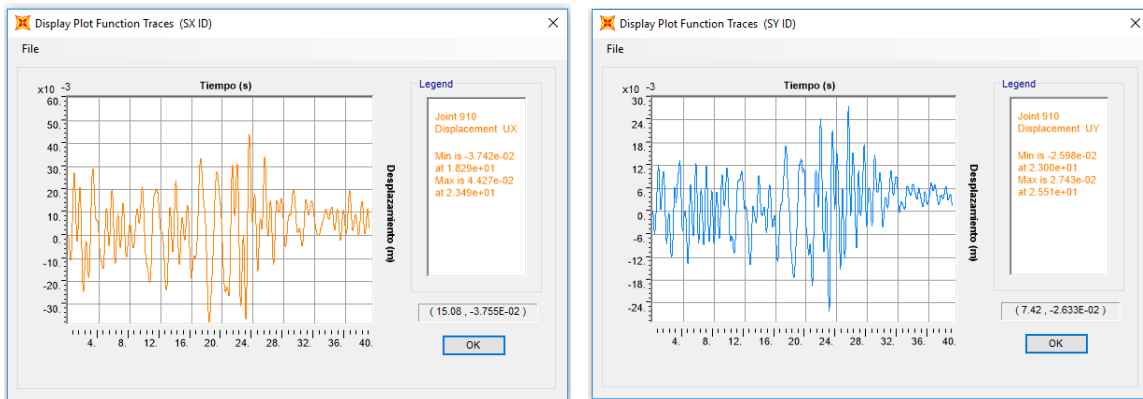 Display Plot Function Traces (SX ID)
File
x10 -3
Tiempo (s)
60.
50.
40.
30.
20.
10.
0.
-10.
-20.
-30.
4. 8. 12. 16. 20. 24. 28. 32. 36. 40.
Desplazamiento (m)
Legend
Joint 910
Displacement UX
Min is -3.742e-02
at 1.829e+01
Max is 4.427e-02
at 2.349e+01
( 15.08 , -3.755E-02 )
OK
Display Plot Function Traces (SY ID)
File
x10 -3
Tiempo (s)
30.
24.
18.
12.
6.
0.
-6.
-12.
-18.
-24.
4. 8. 12. 16. 20. 24. 28. 32. 36. 40.
Desplazamiento (m)
Legend
Joint 910
Displacement UY
Min is -2.598e-02
at 2.300e+01
Max is 2.743e-02
at 2.551e+01
( 7.42 , -2.633E-02 )
OK